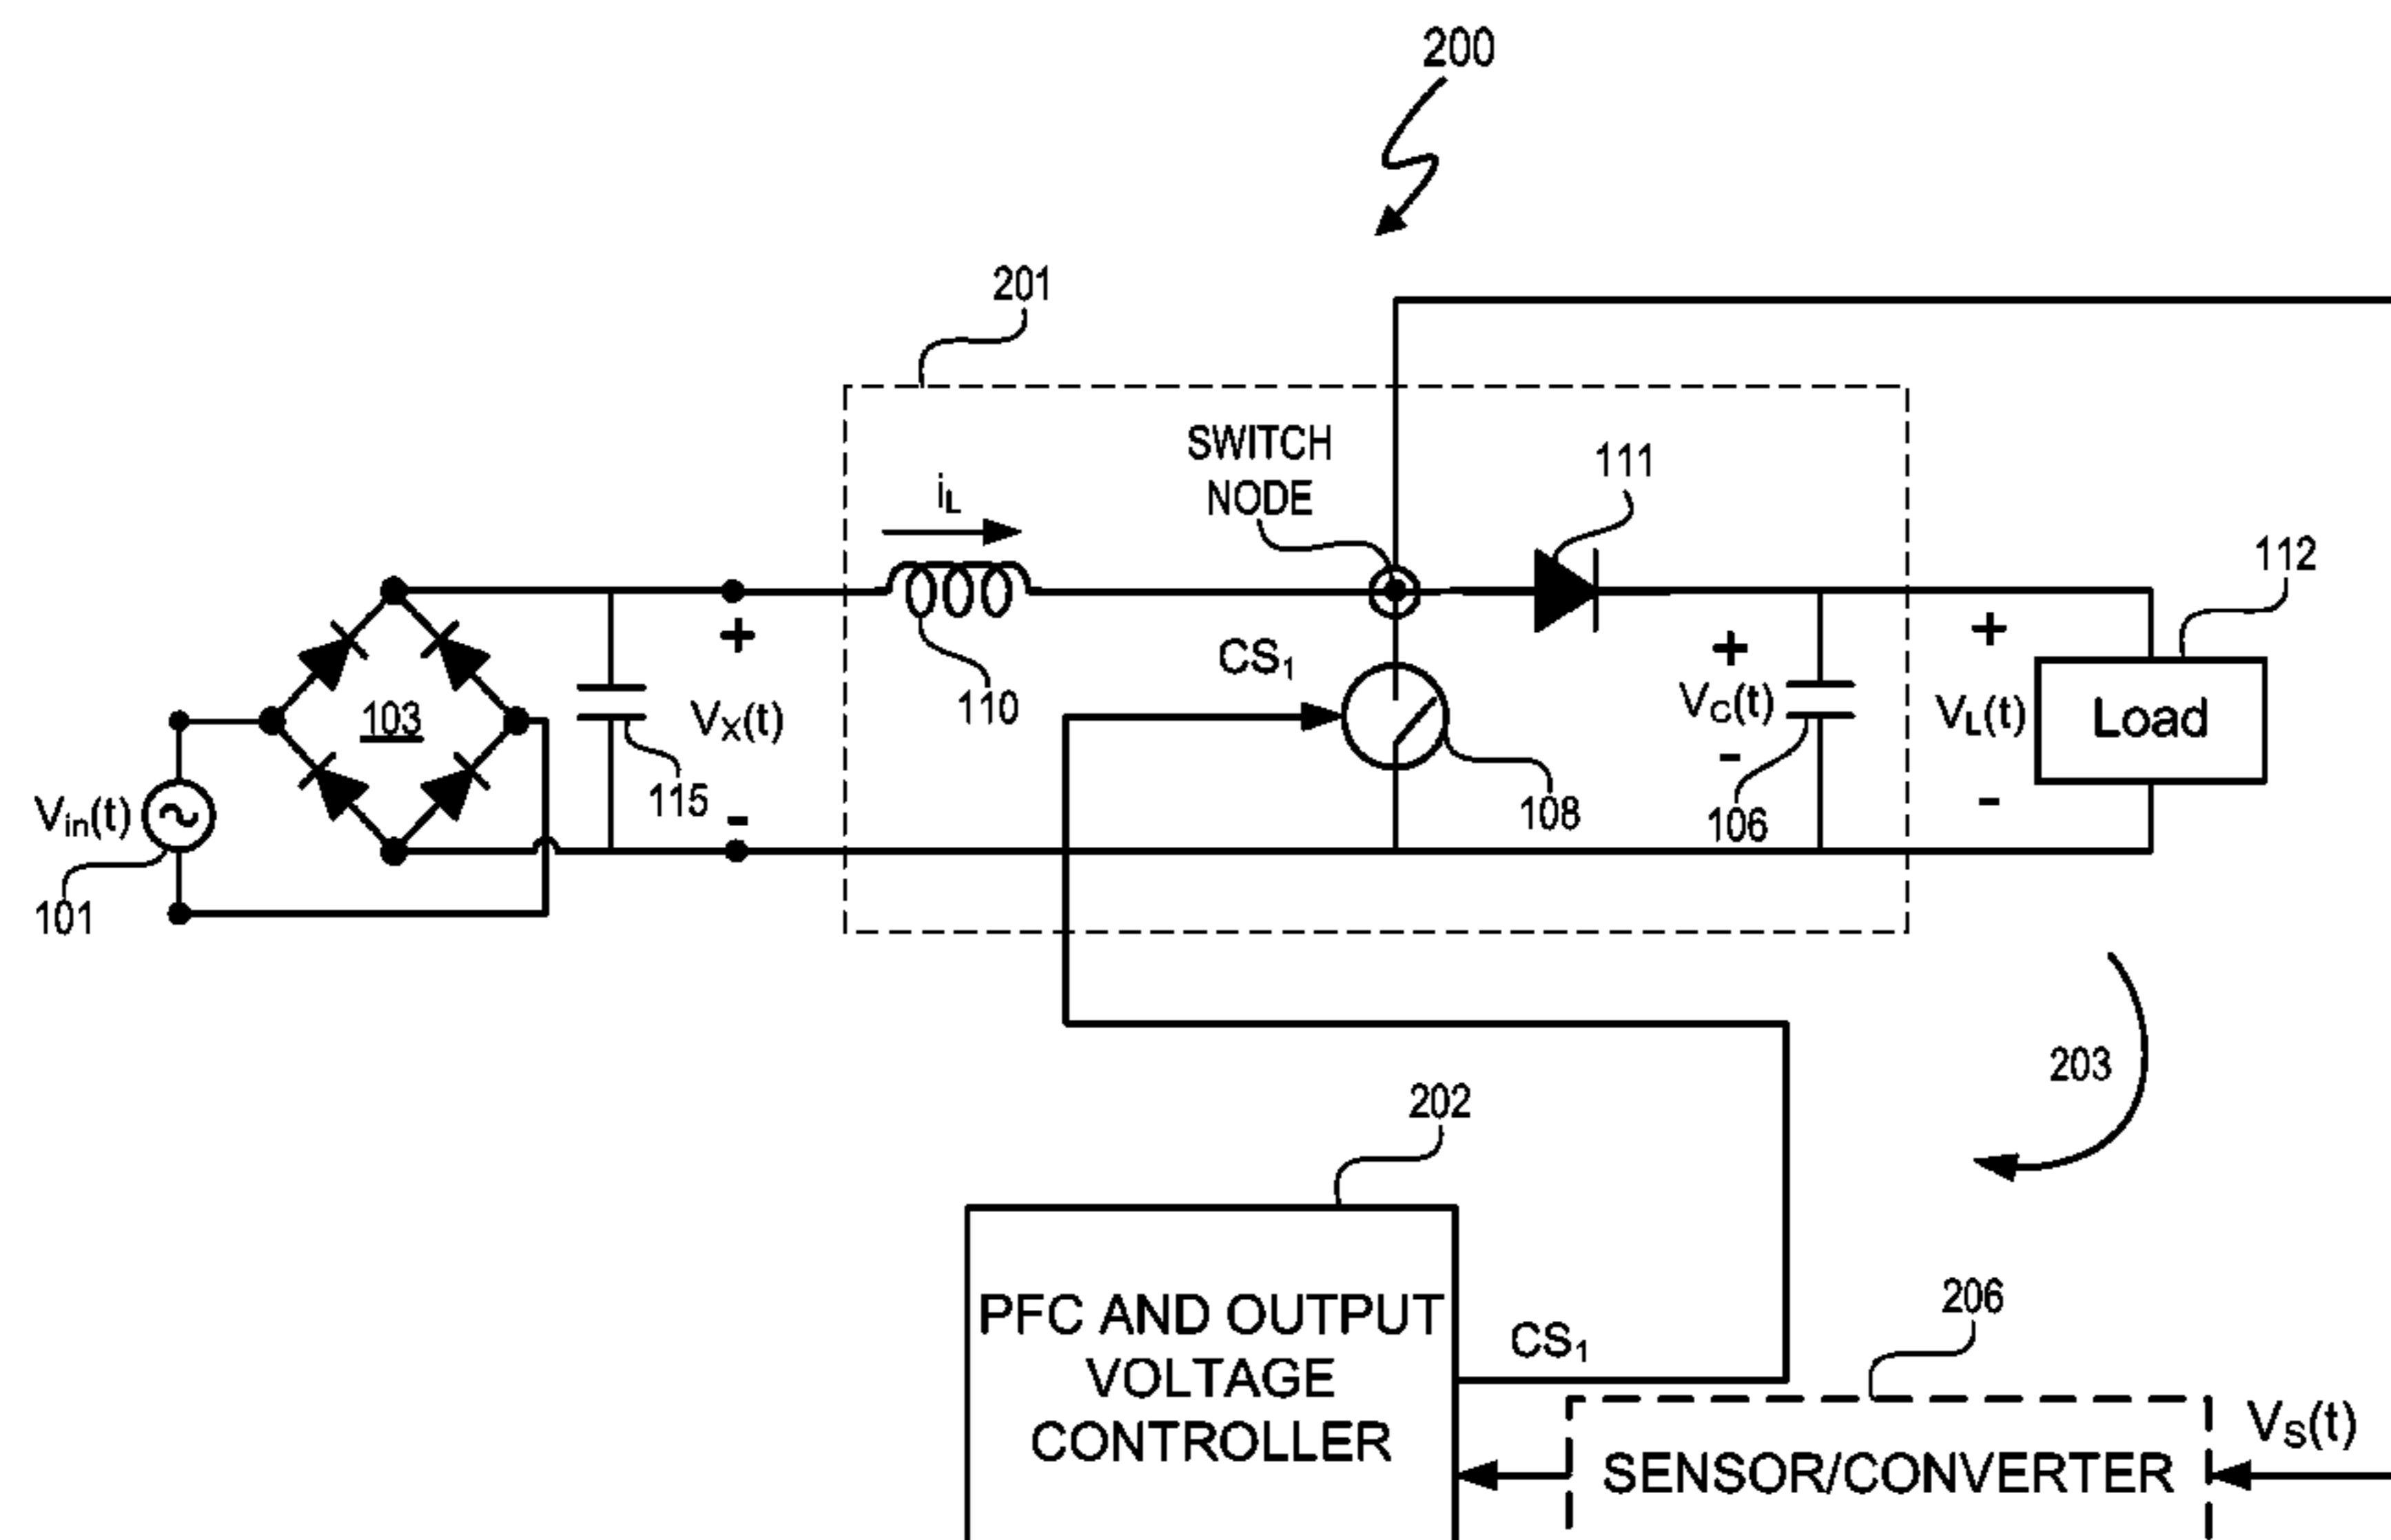 200
201
SWITCH
NODE
111
iL
112
+
+
+
CS1
103
110
VX(t)
VC(t)
VL(t)
Load
-
115
108
106
-
-
Vin(t)
101
203
202
206
PFC AND OUTPUT
VOLTAGE
CONTROLLER
CS1
VS(t)
SENSOR/CONVERTER